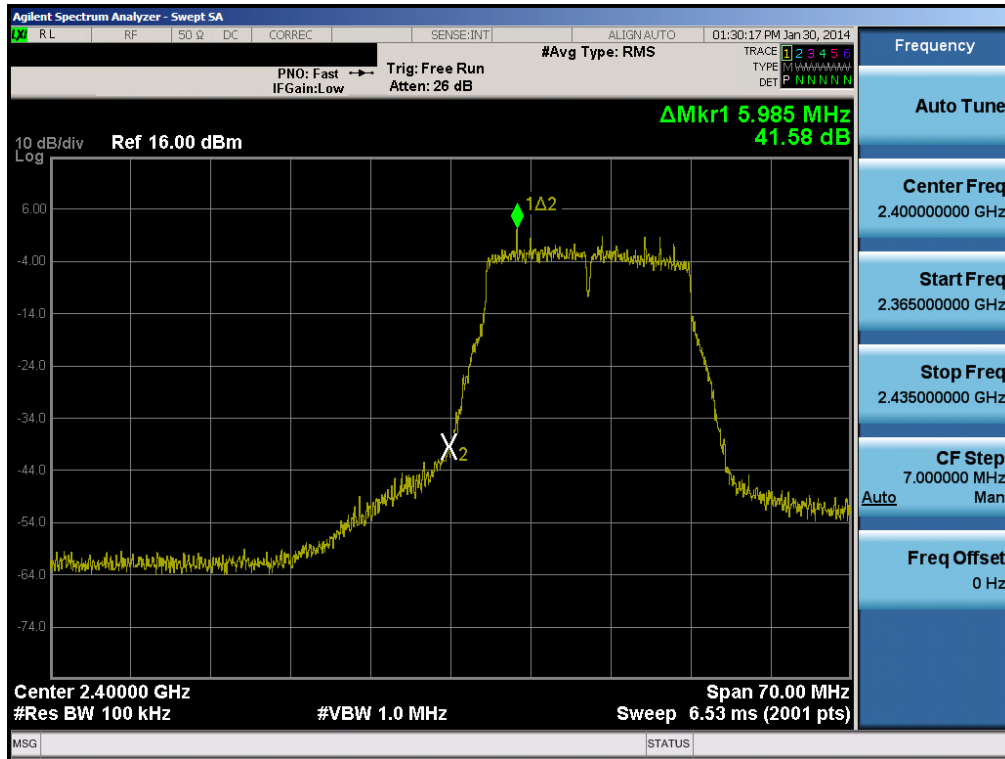 Agilent Spectrum Analyzer - Swept SA
LXI RL RF 50 Ω DC CORREC SENSE:INT ALIGN AUTO 01:30:17 PM Jan 30, 2014
#Avg Type: RMS TRACE 1 2 3 4 5 6
PNO: Fast Trig: Free Run TYPE M WWWWW
IFGain:Low Atten: 26 dB DET P N N N N N
ΔMkr1 5.985 MHz
10 dB/div Ref 16.00 dBm 41.58 dB
Log
1Δ2
6.00
-4.00
-14.0
-24.0
-34.0
2
-44.0
-54.0
-64.0
-74.0
Center 2.40000 GHz Span 70.00 MHz
#Res BW 100 kHz #VBW 1.0 MHz Sweep 6.53 ms (2001 pts)
MSG STATUS
Frequency
Auto Tune
Center Freq
2.400000000 GHz
Start Freq
2.365000000 GHz
Stop Freq
2.435000000 GHz
CF Step
7.000000 MHz
Auto Man
Freq Offset
0 Hz